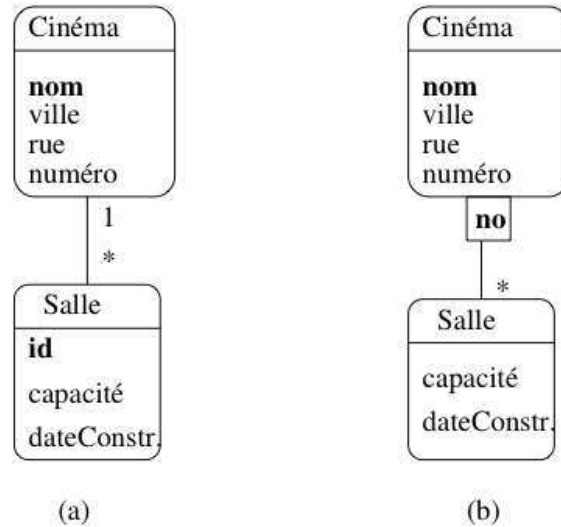 Cinéma
nom
ville
rue
numéro
1
*
Salle
id
capacité
dateConstr.
(a)
Cinéma
nom
ville
rue
numéro
no
*
Salle
capacité
dateConstr.
(b)